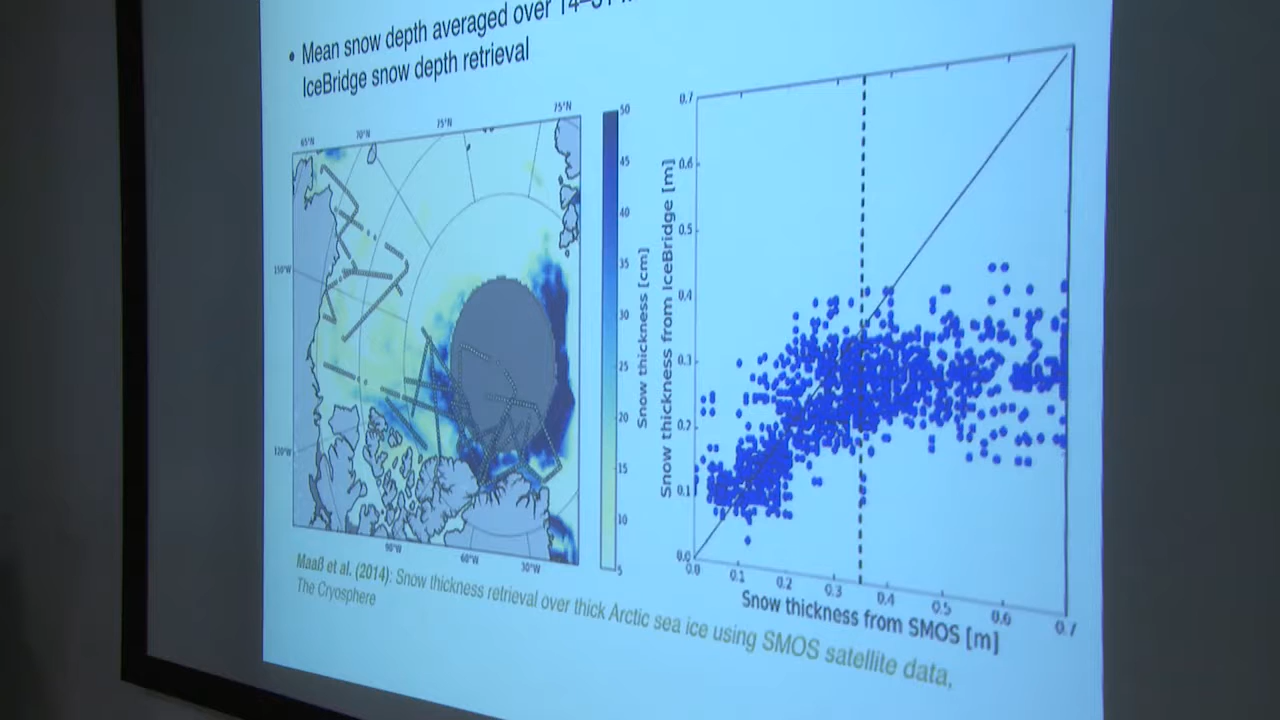 • Mean snow depth averaged over
IceBridge snow depth retrieval
65°N 70°N 75°N 75°N
150°W
120°W
90°W 60°W 30°W
50
45
40
35
30
25
20
15
10
5
Snow thickness [cm]
Snow thickness from IceBridge [m]
0.7
0.6
0.5
0.4
0.3
0.2
0.1
0.0
0.0 0.1 0.2 0.3 0.4 0.5 0.6 0.7
Snow thickness from SMOS [m]
Maaß et al. (2014): Snow thickness retrieval over thick Arctic sea ice using SMOS satellite data,
The Cryosphere